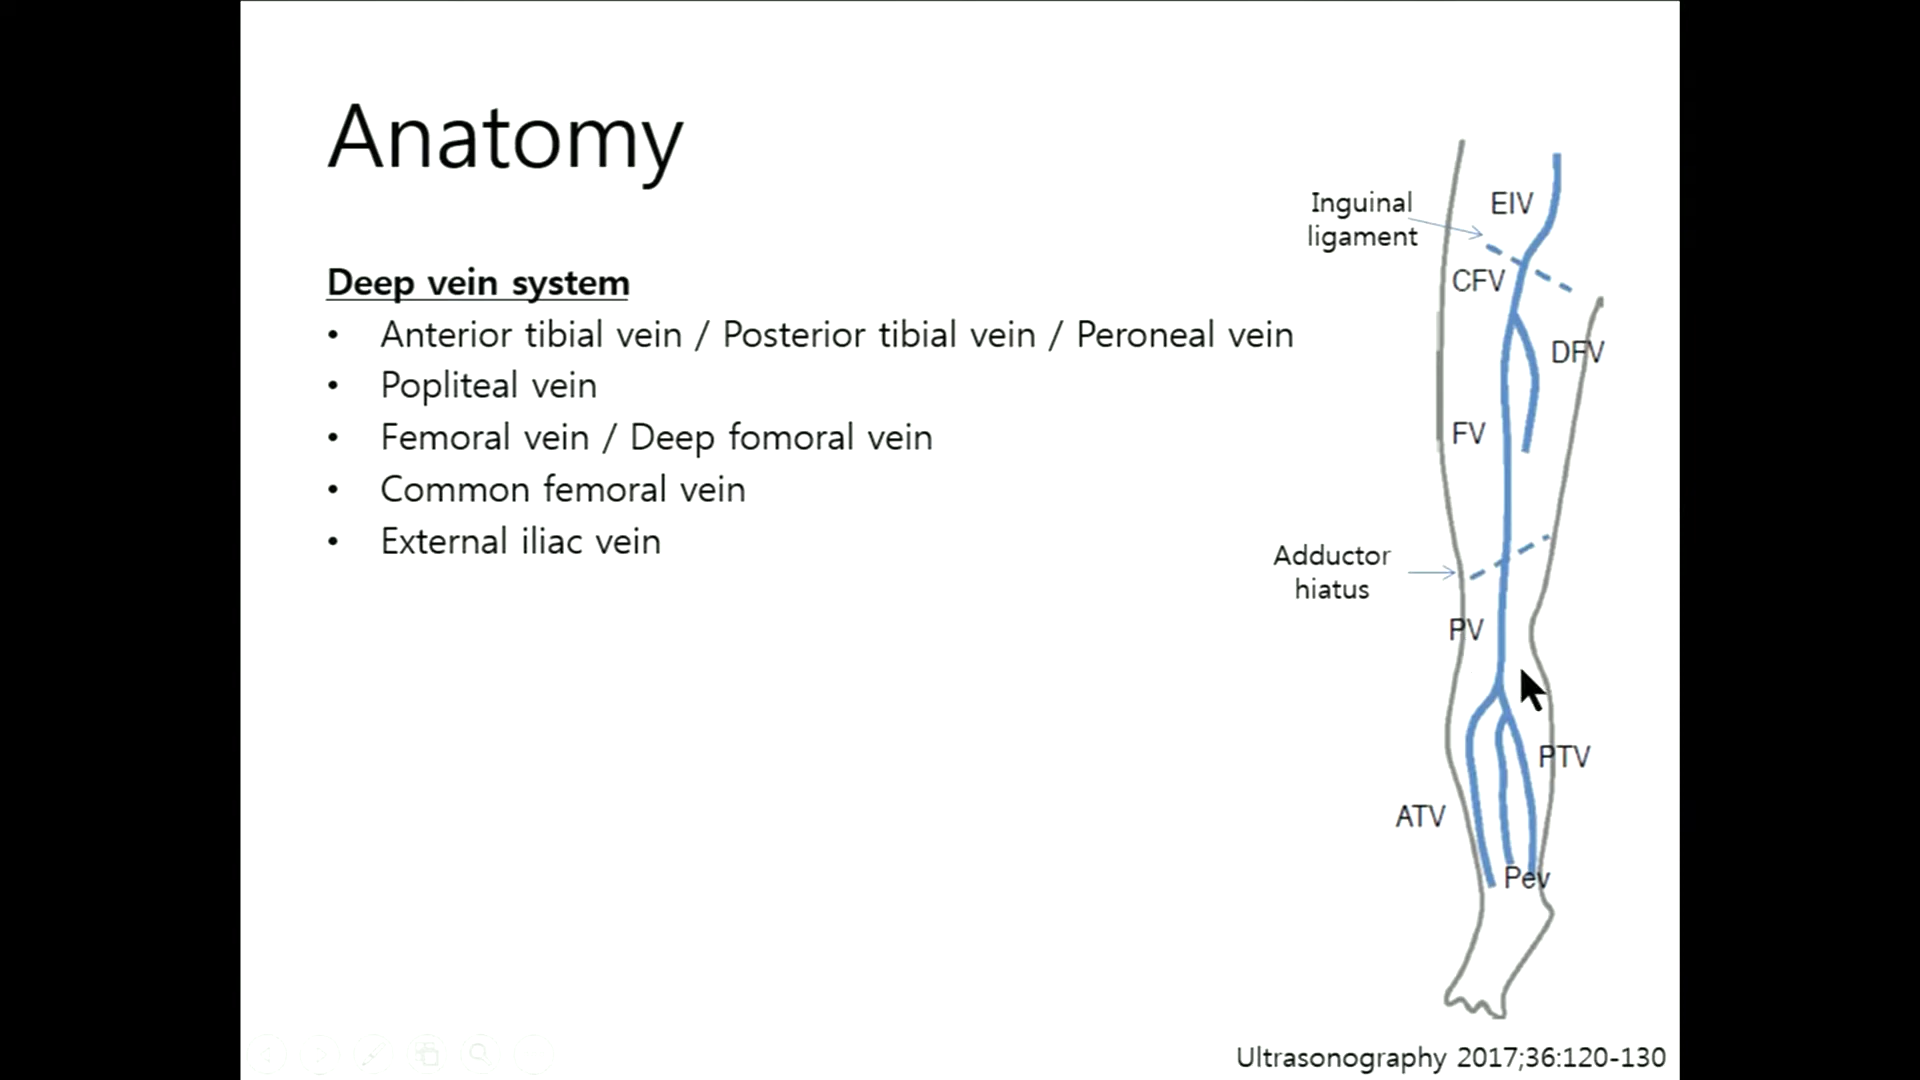 Anatomy
Deep vein system
• Anterior tibial vein / Posterior tibial vein / Peroneal vein
• Popliteal vein
• Femoral vein / Deep fomoral vein
• Common femoral vein
• External iliac vein
Inguinal
ligament
EIV
CFV
DFV
FV
Adductor
hiatus
PV
PTV
ATV
Pev
Ultrasonography 2017;36:120-130